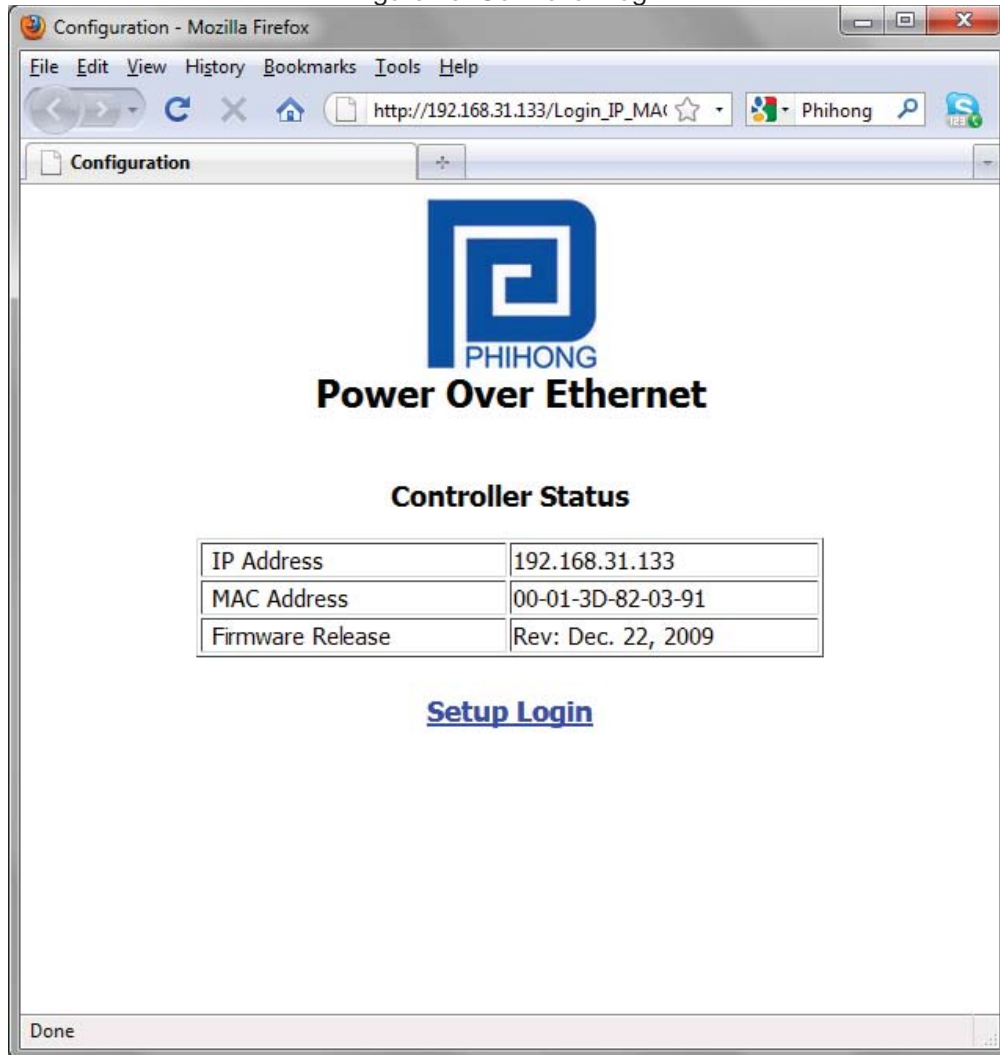 Configuration - Mozilla Firefox
File Edit View History Bookmarks Tools Help
http://192.168.31.133/Login_IP_MA Phihong
Configuration
PHIHONG
Power Over Ethernet
Controller Status
IP Address 192.168.31.133
MAC Address 00-01-3D-82-03-91
Firmware Release Rev: Dec. 22, 2009
Setup Login
Done